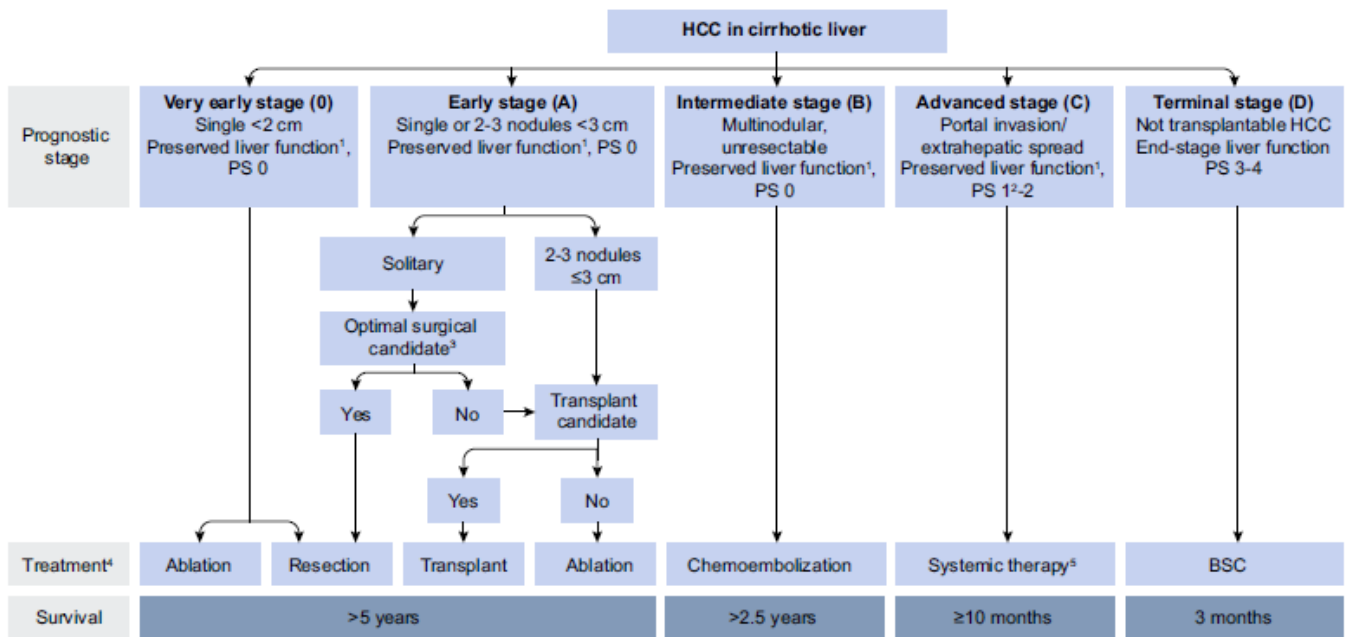 HCC in cirrhotic liver
Prognostic
stage
Very early stage (0)
Single <2 cm
Preserved liver function¹,
PS 0
Early stage (A)
Single or 2-3 nodules <3 cm
Preserved liver function¹, PS 0
Intermediate stage (B)
Multinodular,
unresectable
Preserved liver function¹,
PS 0
Advanced stage (C)
Portal invasion/
extrahepatic spread
Preserved liver function¹,
PS 1²-2
Terminal stage (D)
Not transplantable HCC
End-stage liver function
PS 3-4
Solitary
2-3 nodules
≤3 cm
Optimal surgical
candidate³
Yes
No
Transplant
candidate
Yes
No
Treatment⁴
Ablation
Resection
Transplant
Ablation
Chemoembolization
Systemic therapy⁵
BSC
Survival
>5 years
>2.5 years
≥10 months
3 months